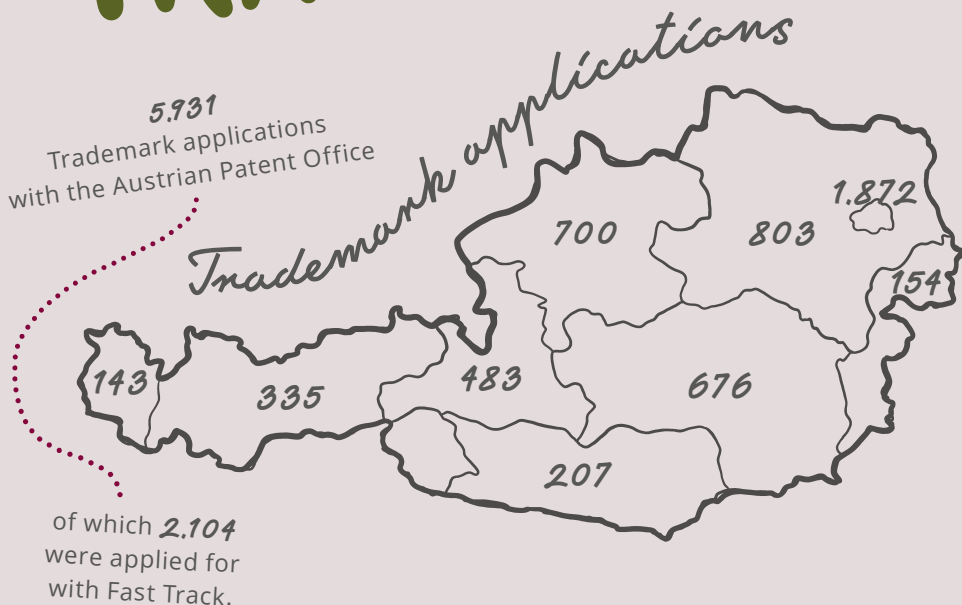 Trademark applications
5.931
Trademark applications
with the Austrian Patent Office
of which 2.104
were applied for
with Fast Track.
1.872
700
803
154
143
335
483
676
207